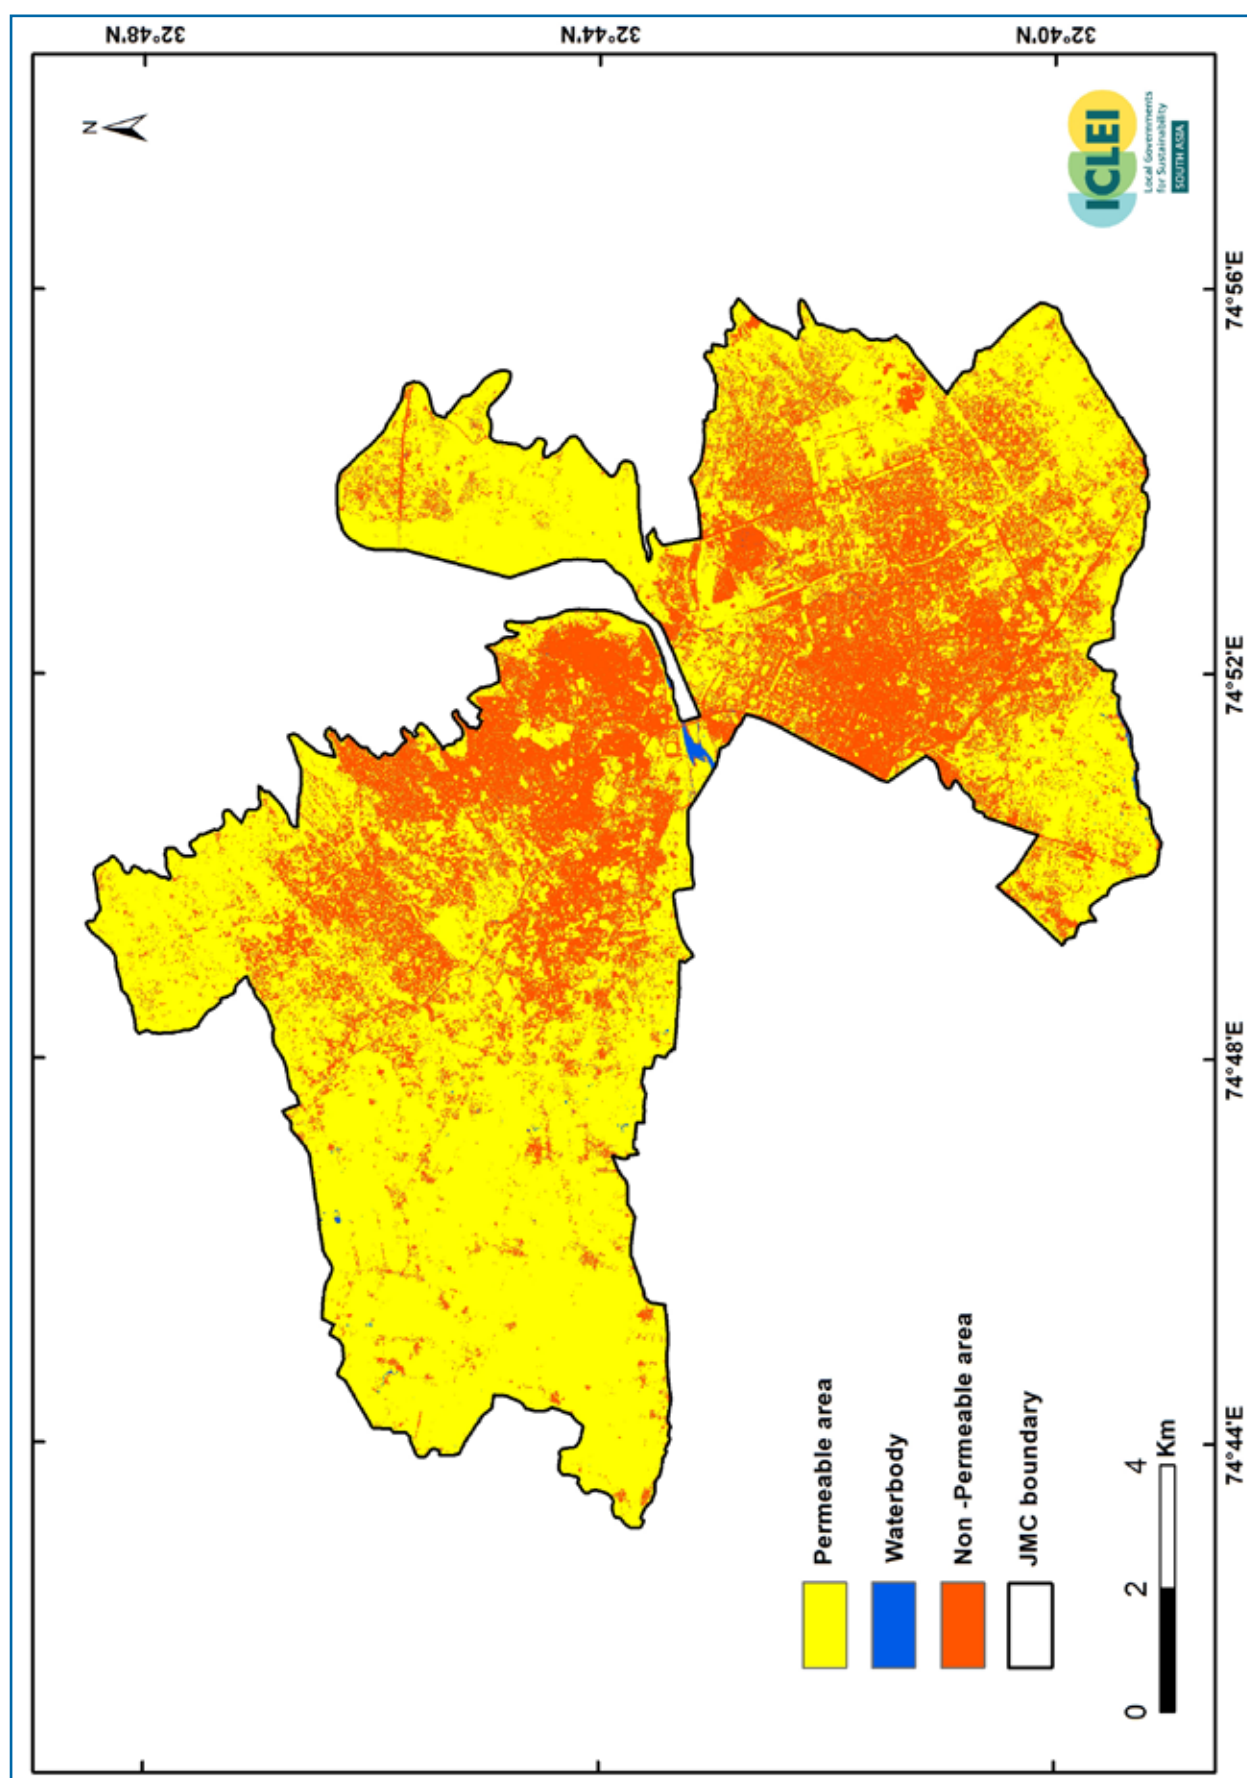 32°48'N
32°44'N
32°40'N
N
ICLEI
Local Governments
for Sustainability
SOUTH ASIA
74°56'E
74°52'E
74°48'E
74°44'E
Permeable area
Waterbody
Non -Permeable area
JMC boundary
0 2 4
Km